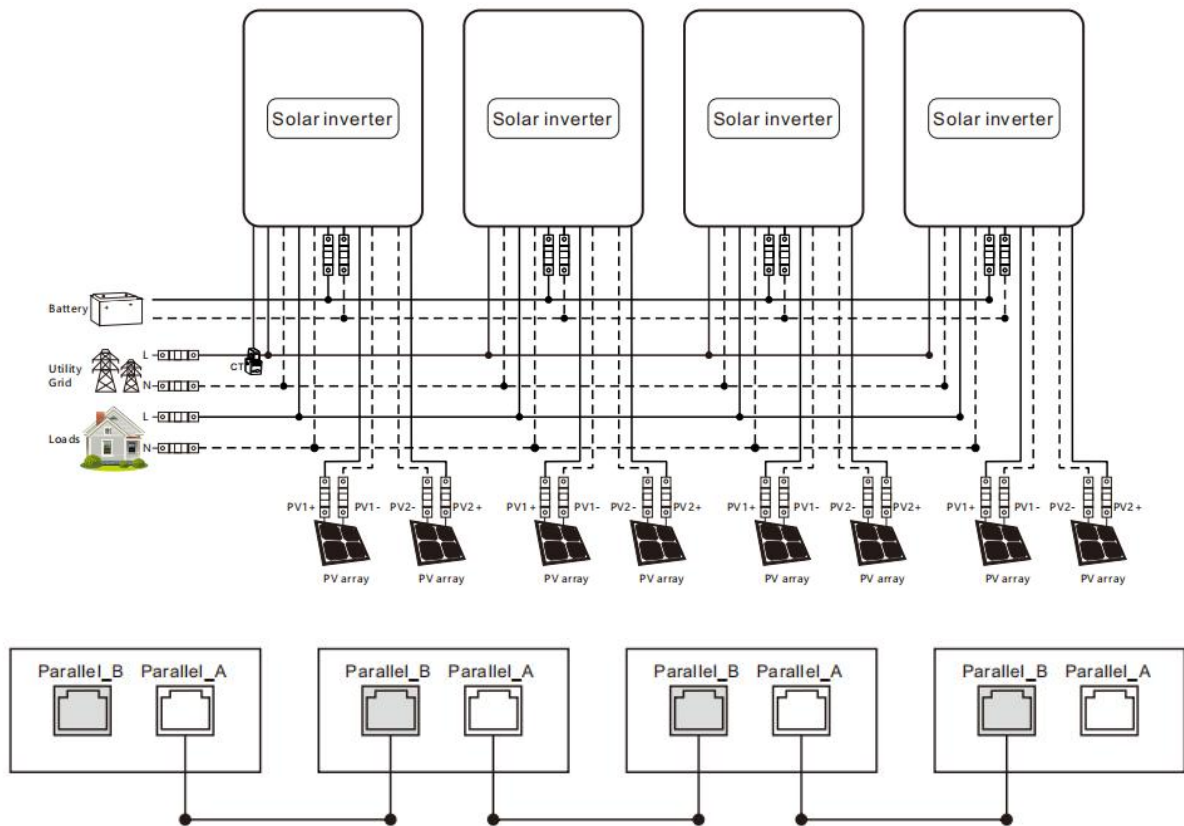 Solar inverter Solar inverter Solar inverter Solar inverter
Battery
L
CT
Utility
Grid
N
L
Loads
N
PV1+ PV1- PV2- PV2+ PV1+ PV1- PV2- PV2+ PV1+ PV1- PV2- PV2+ PV1+ PV1- PV2- PV2+
PV array PV array PV array PV array PV array PV array PV array PV array
Parallel_B Parallel_A Parallel_B Parallel_A Parallel_B Parallel_A Parallel_B Parallel_A